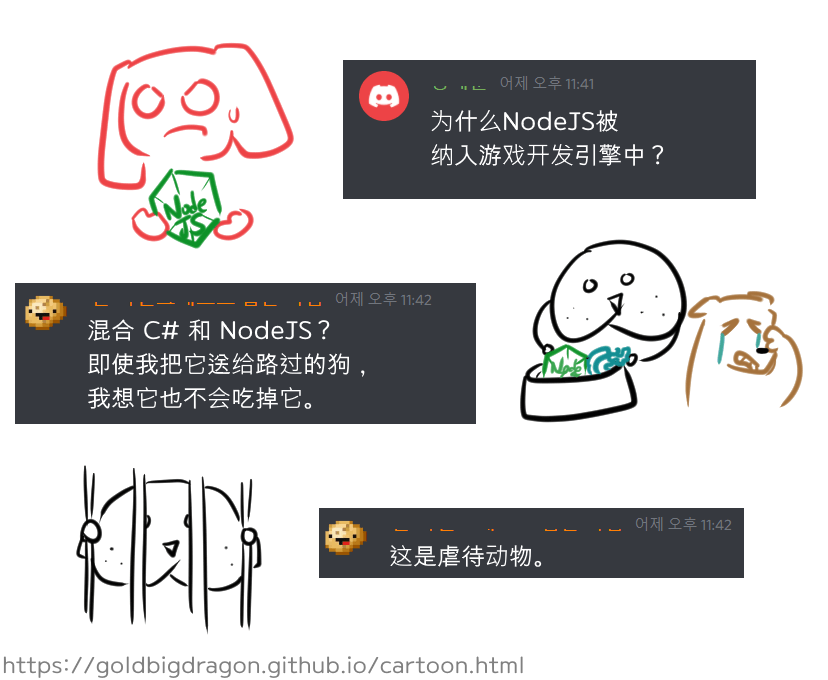 어제 오후 11:41
为什么NodeJS被
纳入游戏开发引擎中？
Node
JS
어제 오후 11:42
混合 C# 和 NodeJS？
即使我把它送给路过的狗，
我想它也不会吃掉它。
Node
어제 오후 11:42
这是虐待动物。
https://goldbigdragon.github.io/cartoon.html